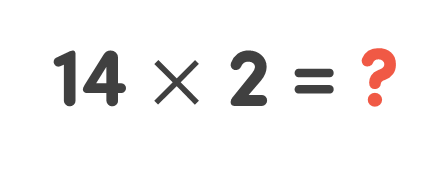 14 × 2 = ?